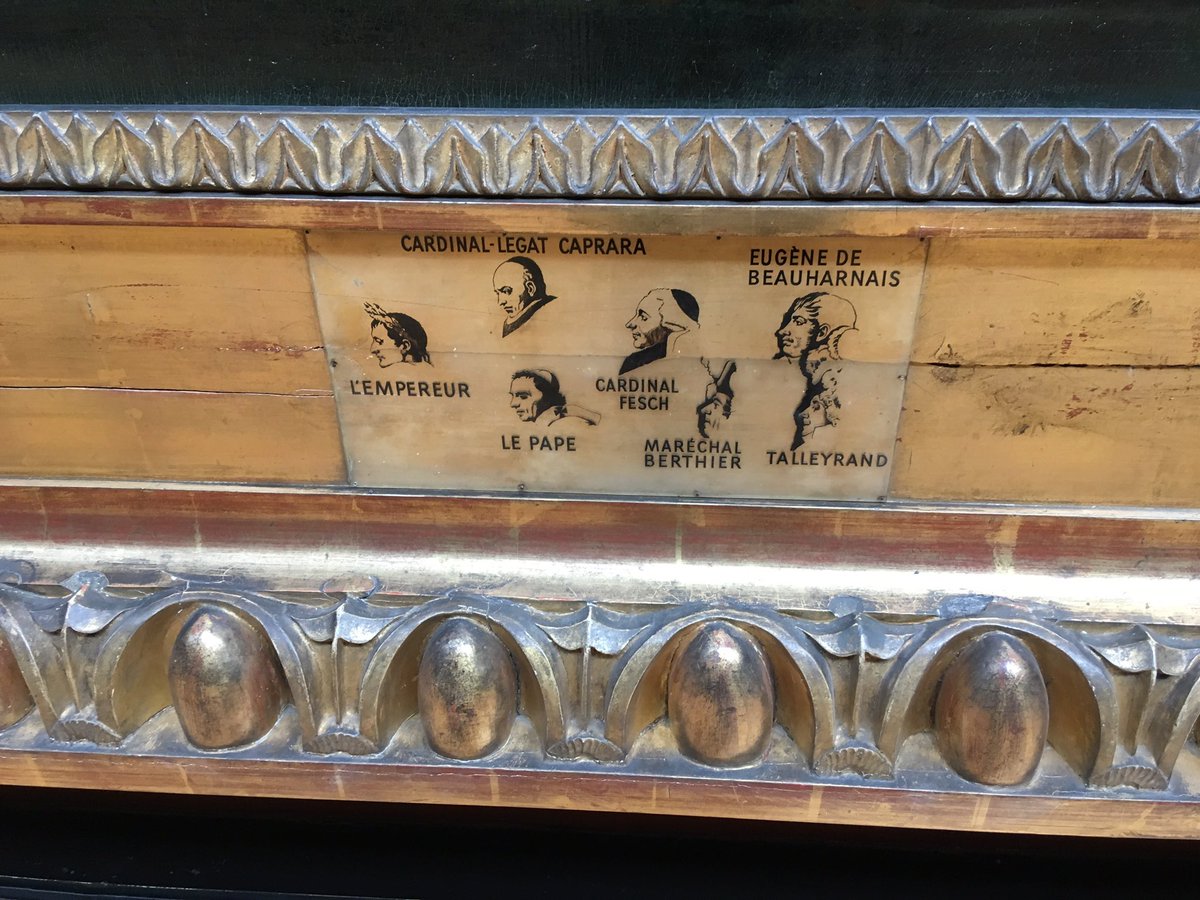 CARDINAL-LÉGAT CAPRARA
EUGÈNE DE
BEAUHARNAIS
L'EMPEREUR
CARDINAL
FESCH
LE PAPE
MARÉCHAL
BERTHIER
TALLEYRAND